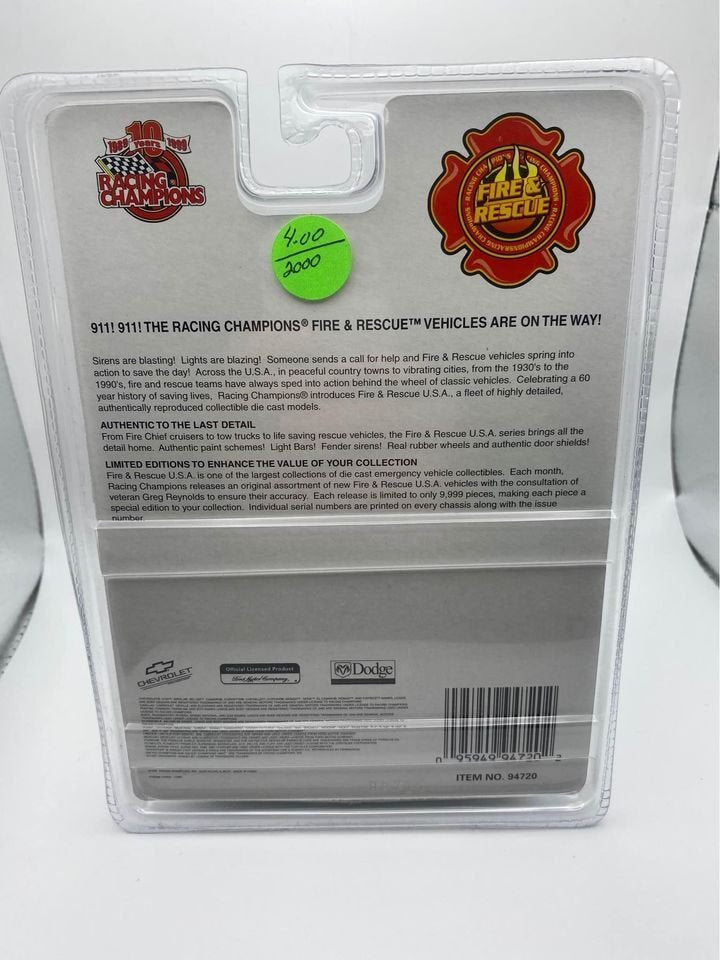 1989 10 Years 1999
RACING
CHAMPIONS
FIRE &
RESCUE
4.00
2000
911! 911! THE RACING CHAMPIONS® FIRE & RESCUE™ VEHICLES ARE ON THE WAY!
Sirens are blasting! Lights are blazing! Someone sends a call for help and Fire & Rescue vehicles spring into
action to save the day! Across the U.S.A., in peaceful country towns to vibrating cities, from the 1930's to the
1990's, fire and rescue teams have always sped into action behind the wheel of classic vehicles. Celebrating a 60
year history of saving lives, Racing Champions® introduces Fire & Rescue U.S.A., a fleet of highly detailed,
authentically reproduced collectible die cast models.
AUTHENTIC TO THE LAST DETAIL
From Fire Chief cruisers to tow trucks to life saving rescue vehicles, the Fire & Rescue U.S.A. series brings all the
detail home. Authentic paint schemes! Light Bars! Fender sirens! Real rubber wheels and authentic door shields!
LIMITED EDITIONS TO ENHANCE THE VALUE OF YOUR COLLECTION
Fire & Rescue U.S.A. is one of the largest collections of die cast emergency vehicle collectibles. Each month,
Racing Champions releases an original assortment of new Fire & Rescue U.S.A. vehicles with the consultation of
veteran Greg Reynolds to ensure their accuracy. Each release is limited to only 9,999 pieces, making each piece a
special edition to your collection. Individual serial numbers are printed on every chassis along with the issue
number.
CHEVROLET
Official Licensed Product
Ford Motor Company
Dodge
0 95949 94720 2
ITEM NO. 94720